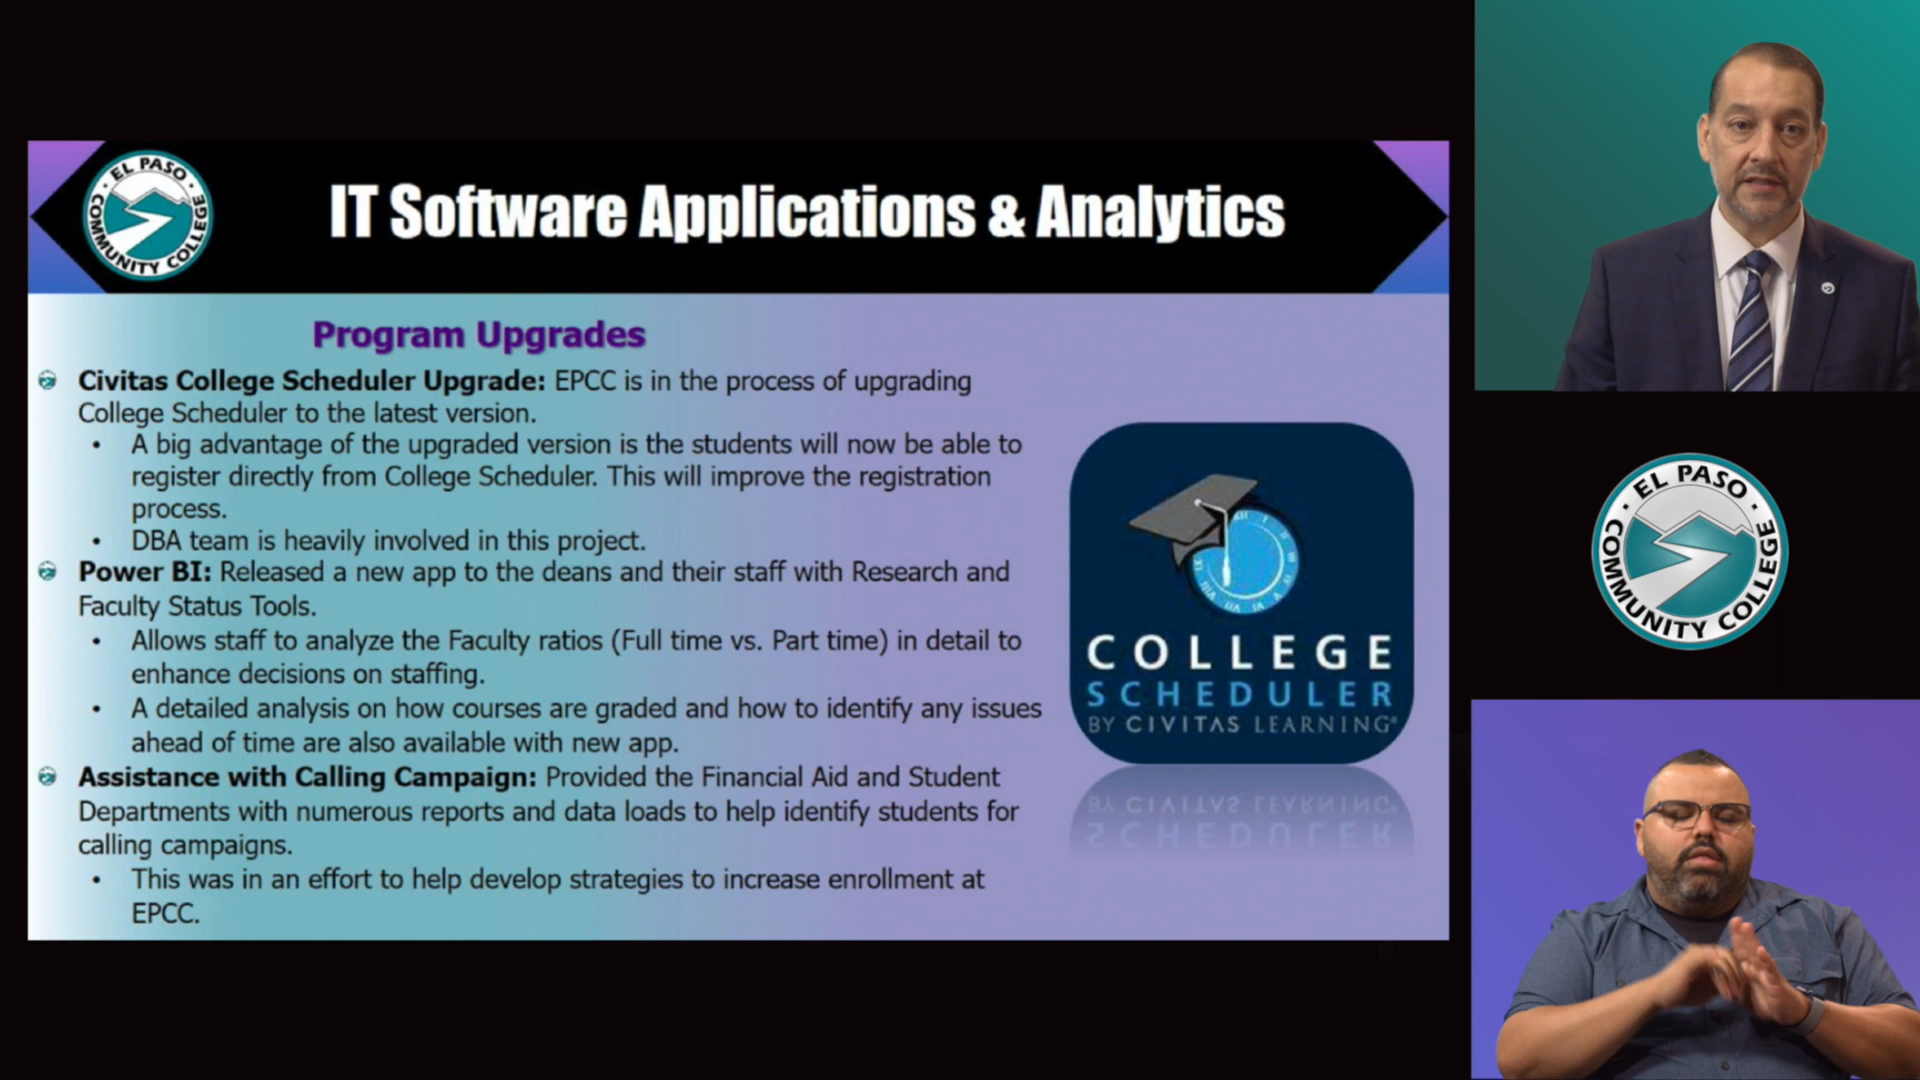 EL PASO
COMMUNITY COLLEGE
IT Software Applications & Analytics
Program Upgrades
Civitas College Scheduler Upgrade: EPCC is in the process of upgrading
College Scheduler to the latest version.
• A big advantage of the upgraded version is the students will now be able to
register directly from College Scheduler. This will improve the registration
process.
• DBA team is heavily involved in this project.
Power BI: Released a new app to the deans and their staff with Research and
Faculty Status Tools.
• Allows staff to analyze the Faculty ratios (Full time vs. Part time) in detail to
enhance decisions on staffing.
• A detailed analysis on how courses are graded and how to identify any issues
ahead of time are also available with new app.
Assistance with Calling Campaign: Provided the Financial Aid and Student
Departments with numerous reports and data loads to help identify students for
calling campaigns.
• This was in an effort to help develop strategies to increase enrollment at
EPCC.
COLLEGE
SCHEDULER
BY CIVITAS LEARNING®
EL PASO
COMMUNITY COLLEGE